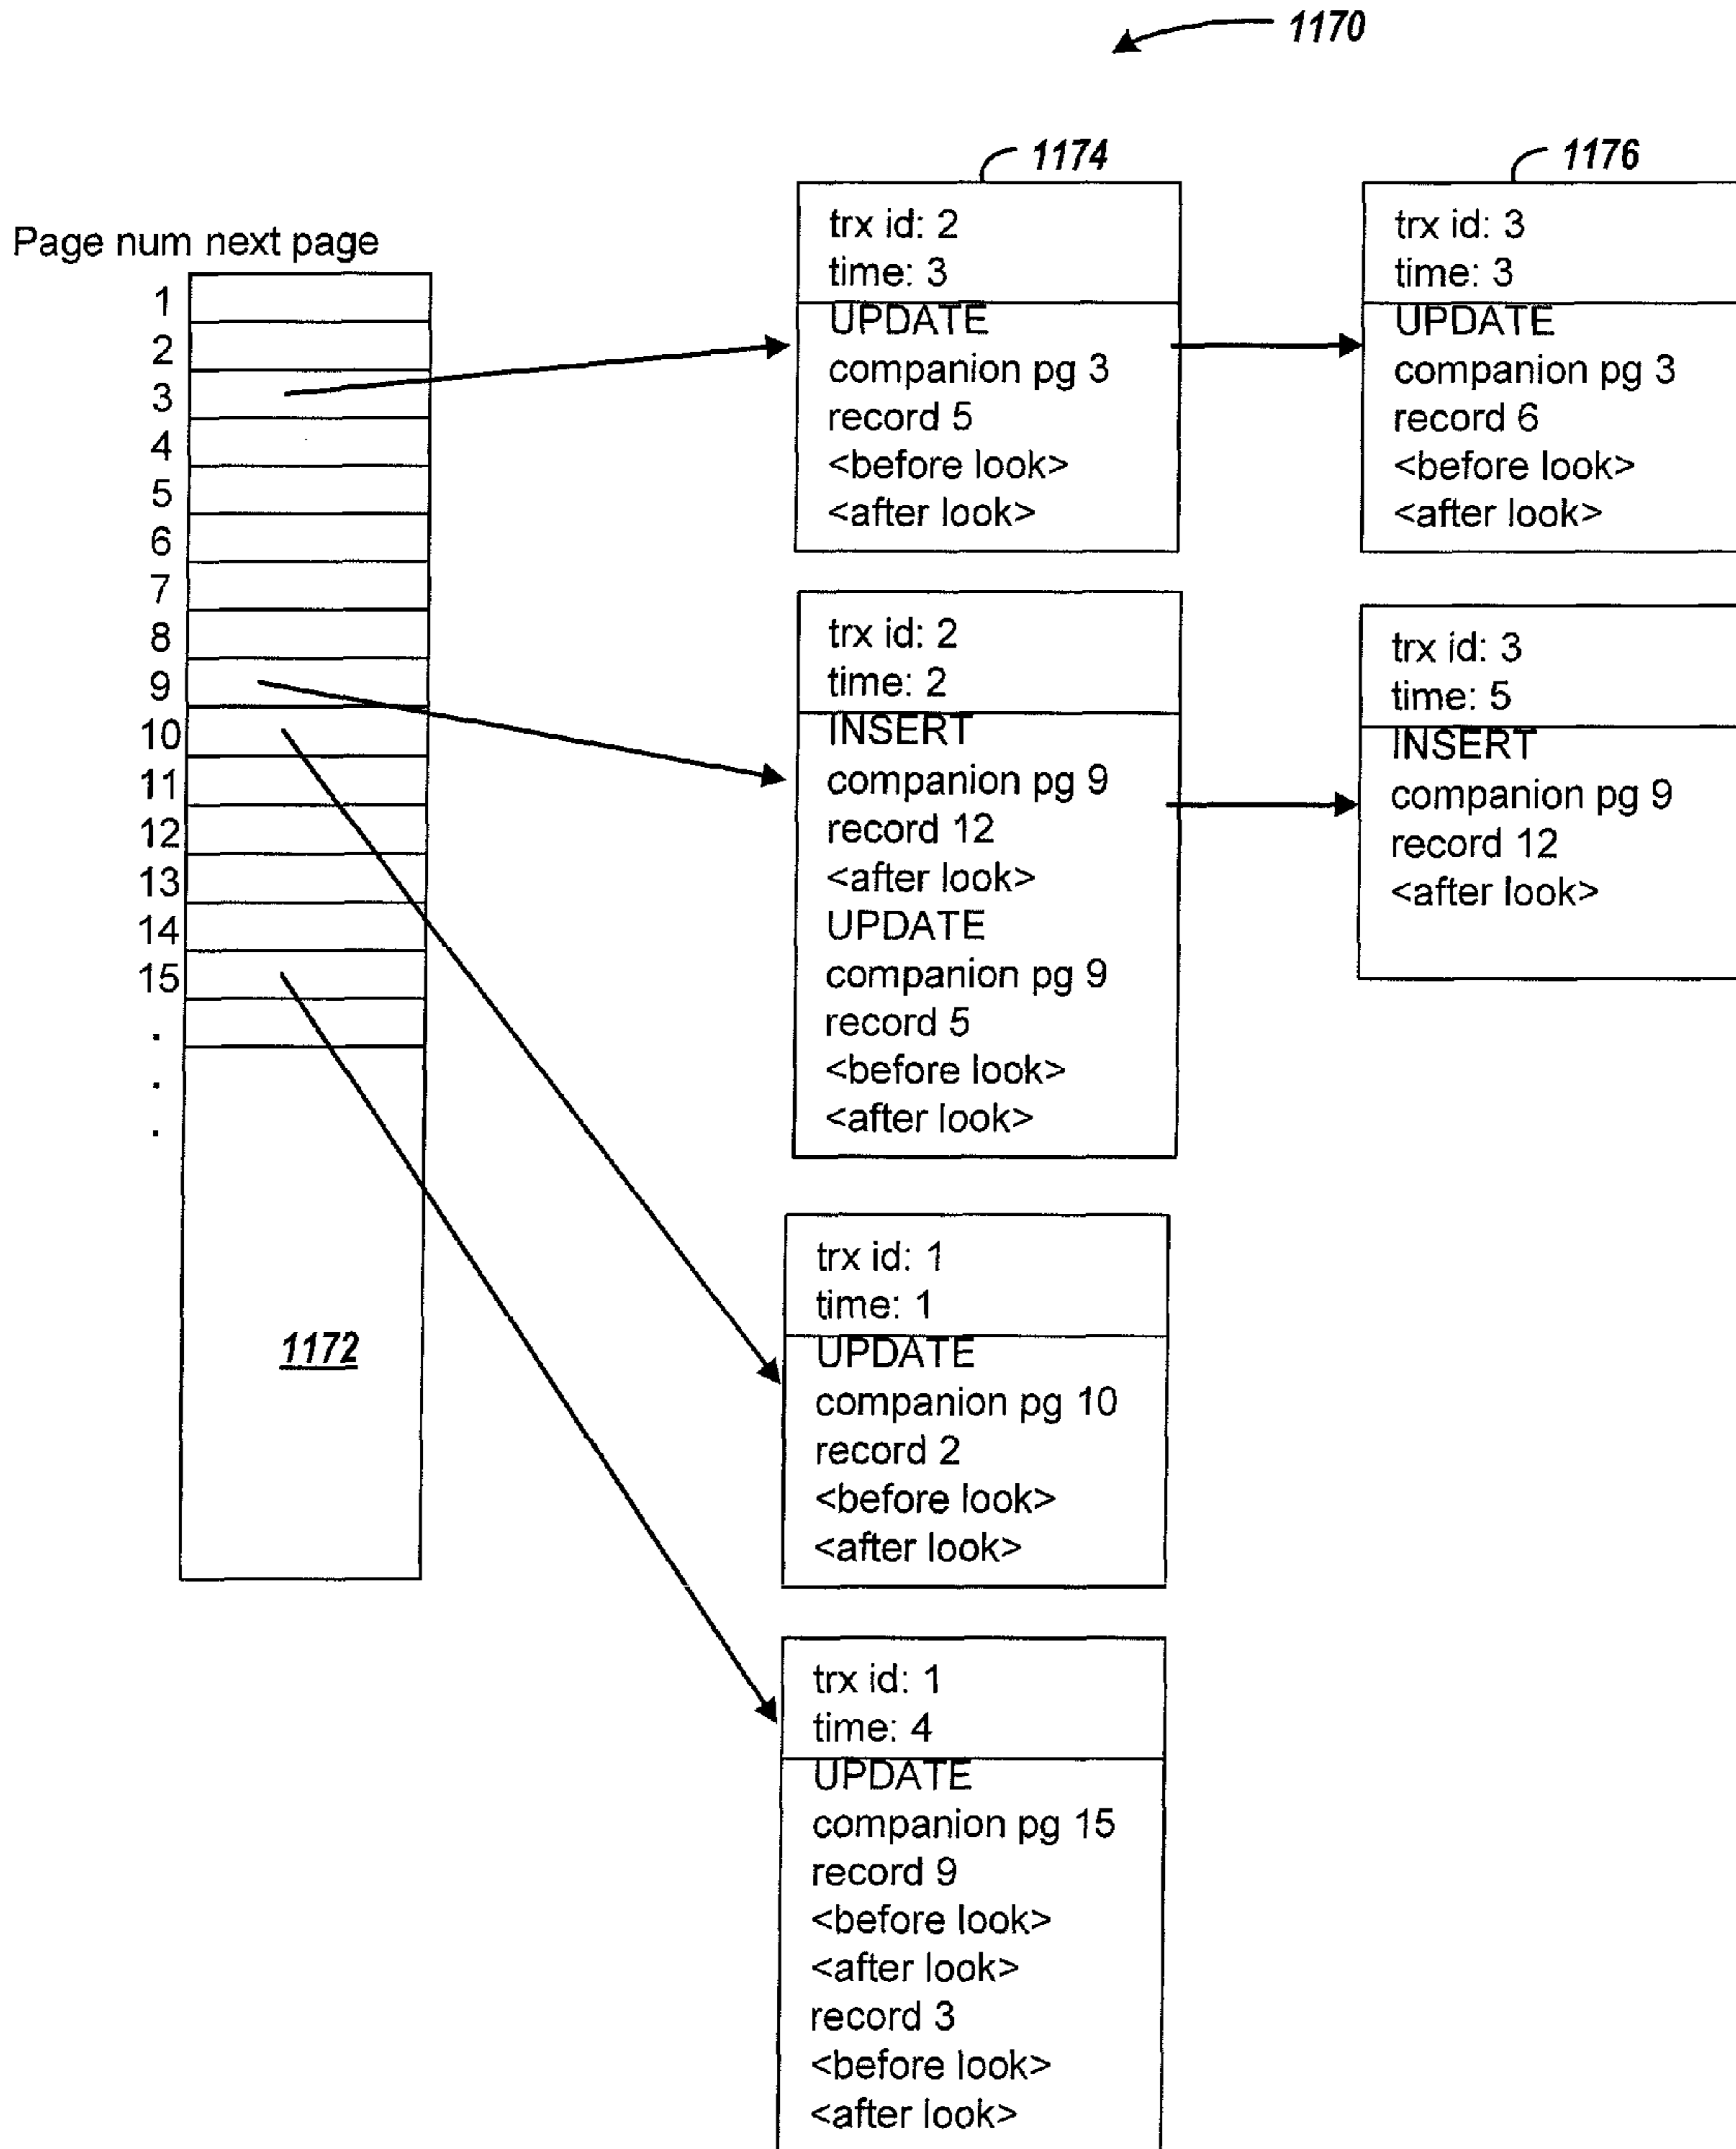 1170
1174
1176
Page num next page
1
2
3
4
5
6
7
8
9
10
11
12
13
14
15
.
.
.
1172
trx id: 2
time: 3
UPDATE
companion pg 3
record 5
<before look>
<after look>
trx id: 3
time: 3
UPDATE
companion pg 3
record 6
<before look>
<after look>
trx id: 2
time: 2
INSERT
companion pg 9
record 12
<after look>
UPDATE
companion pg 9
record 5
<before look>
<after look>
trx id: 3
time: 5
INSERT
companion pg 9
record 12
<after look>
trx id: 1
time: 1
UPDATE
companion pg 10
record 2
<before look>
<after look>
trx id: 1
time: 4
UPDATE
companion pg 15
record 9
<before look>
<after look>
record 3
<before look>
<after look>